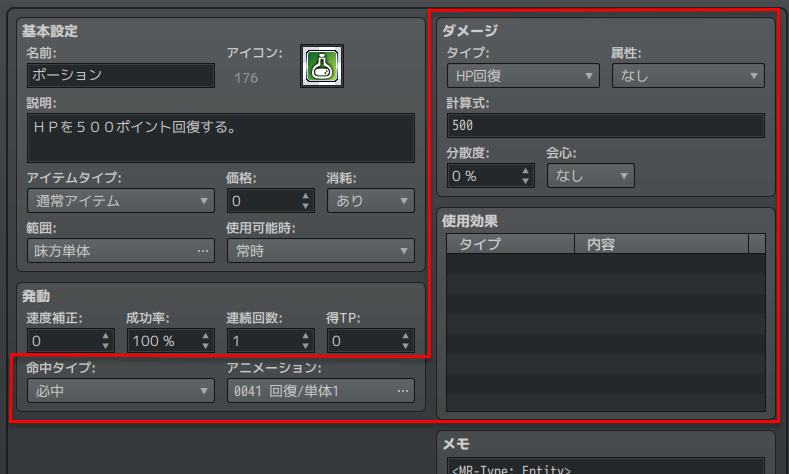 基本設定
名前:
アイコン:
ポーション
176
説明:
ＨＰを５００ポイント回復する。
アイテムタイプ:
価格:
消耗:
通常アイテム
0
あり
範囲:
使用可能時:
味方単体
...
常時
発動
速度補正:
成功率:
連続回数:
得TP:
0
100 %
1
0
命中タイプ:
アニメーション:
必中
0041 回復/単体1
...
ダメージ
タイプ:
属性:
HP回復
なし
計算式:
500
分散度:
会心:
0 %
なし
使用効果
タイプ
内容
メモ
<MR-Type: Entity>